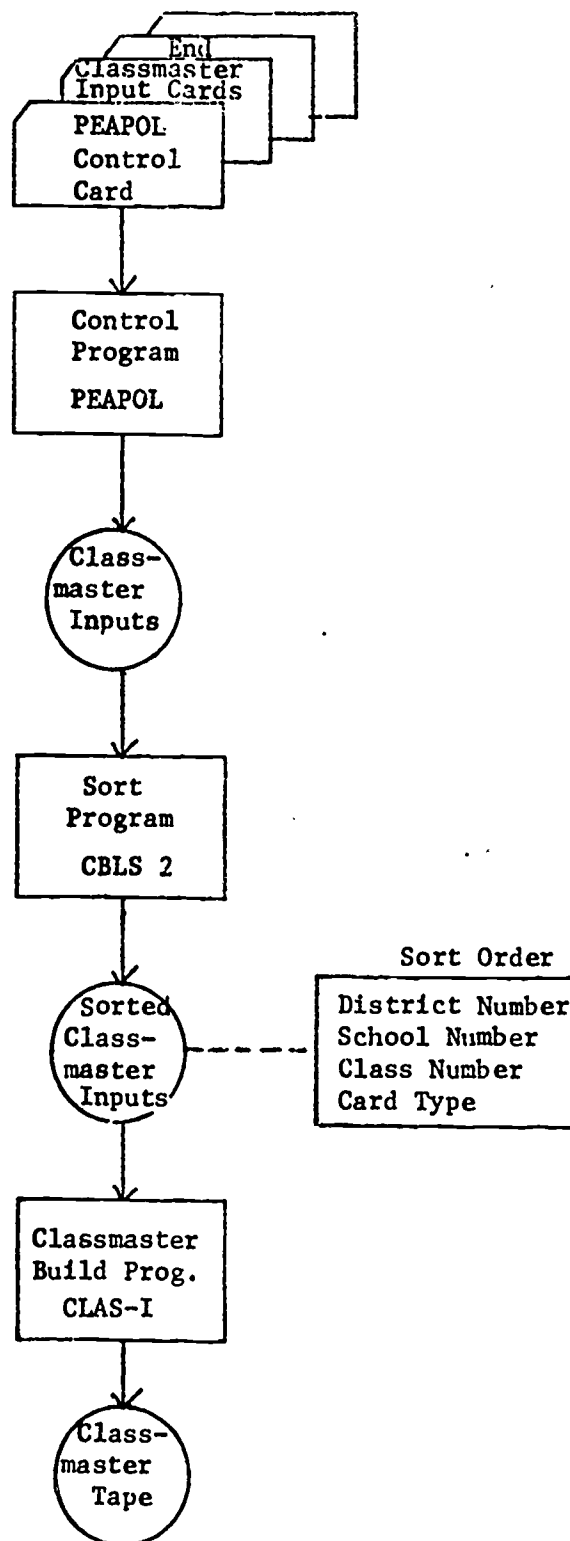 End
Classmaster
Input Cards
PEAPOL
Control
Card
Control
Program
PEAPOL
Class-
master
Inputs
Sort
Program
CBLS 2
Sort Order
District Number
School Number
Class Number
Card Type
Sorted
Class-
master
Inputs
Classmaster
Build Prog.
CLAS-I
Class-
master
Tape